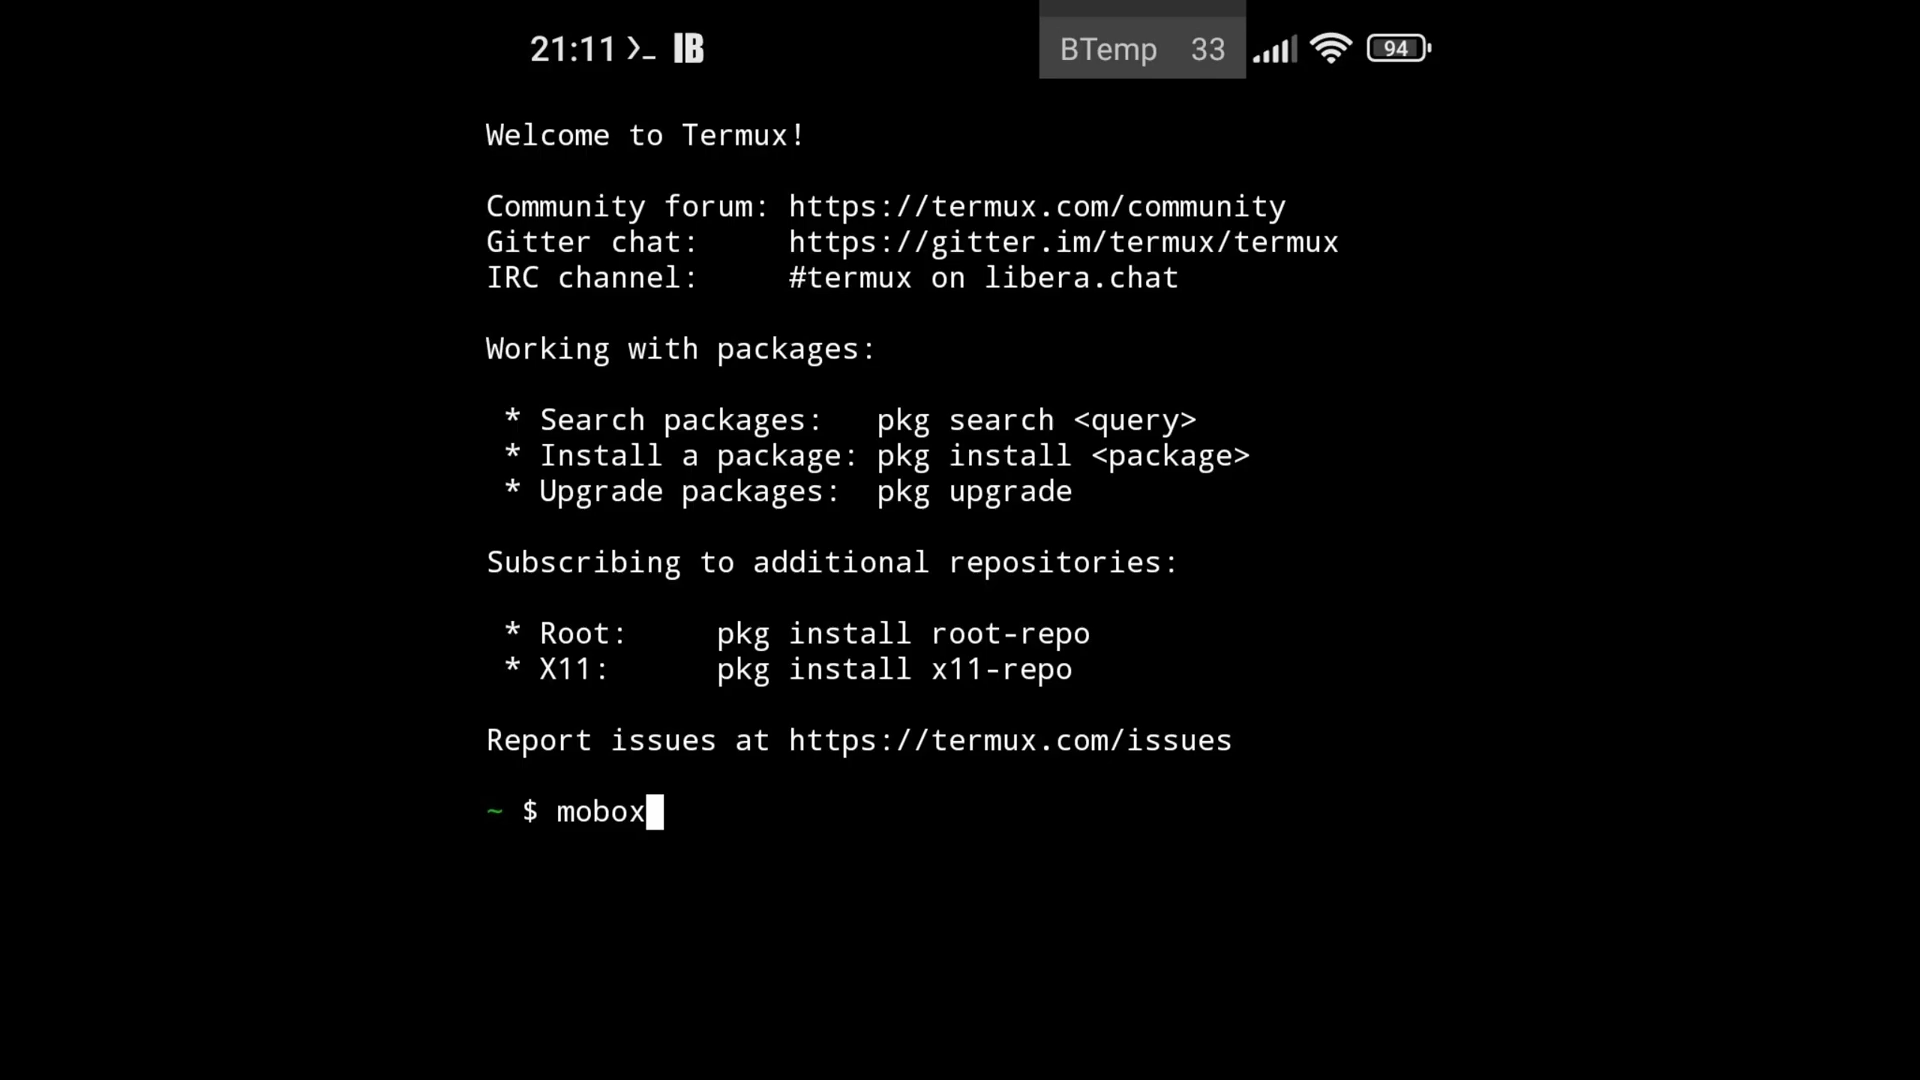 21:11 IB BTemp 33 94
Welcome to Termux!
Community forum: https://termux.com/community
Gitter chat: https://gitter.im/termux/termux
IRC channel: #termux on libera.chat
Working with packages:
* Search packages: pkg search <query>
* Install a package: pkg install <package>
* Upgrade packages: pkg upgrade
Subscribing to additional repositories:
* Root: pkg install root-repo
* X11: pkg install x11-repo
Report issues at https://termux.com/issues
~ $ mobox